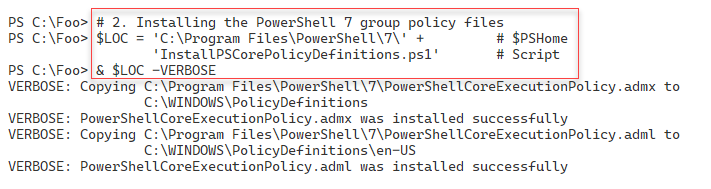 PS C:\Foo> # 2. Installing the PowerShell 7 group policy files
PS C:\Foo> $LOC = 'C:\Program Files\PowerShell\7\' + # $PSHome
'InstallPSCorePolicyDefinitions.ps1' # Script
PS C:\Foo> & $LOC -VERBOSE
VERBOSE: Copying C:\Program Files\PowerShell\7\PowerShellCoreExecutionPolicy.admx to
C:\WINDOWS\PolicyDefinitions
VERBOSE: PowerShellCoreExecutionPolicy.admx was installed successfully
VERBOSE: Copying C:\Program Files\PowerShell\7\PowerShellCoreExecutionPolicy.adml to
C:\WINDOWS\PolicyDefinitions\en-US
VERBOSE: PowerShellCoreExecutionPolicy.adml was installed successfully